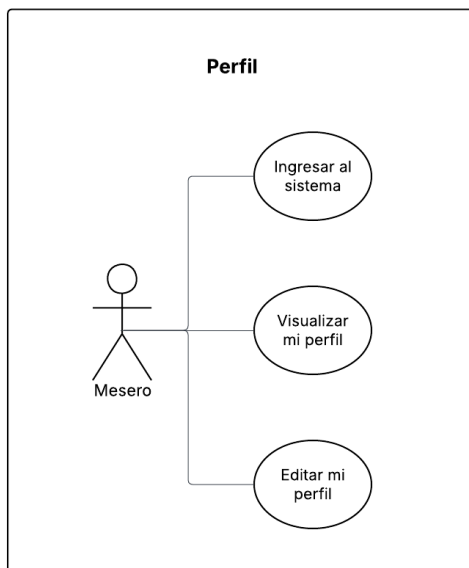 Perfil
Ingresar al
sistema
Visualizar
mi perfil
Mesero
Editar mi
perfil